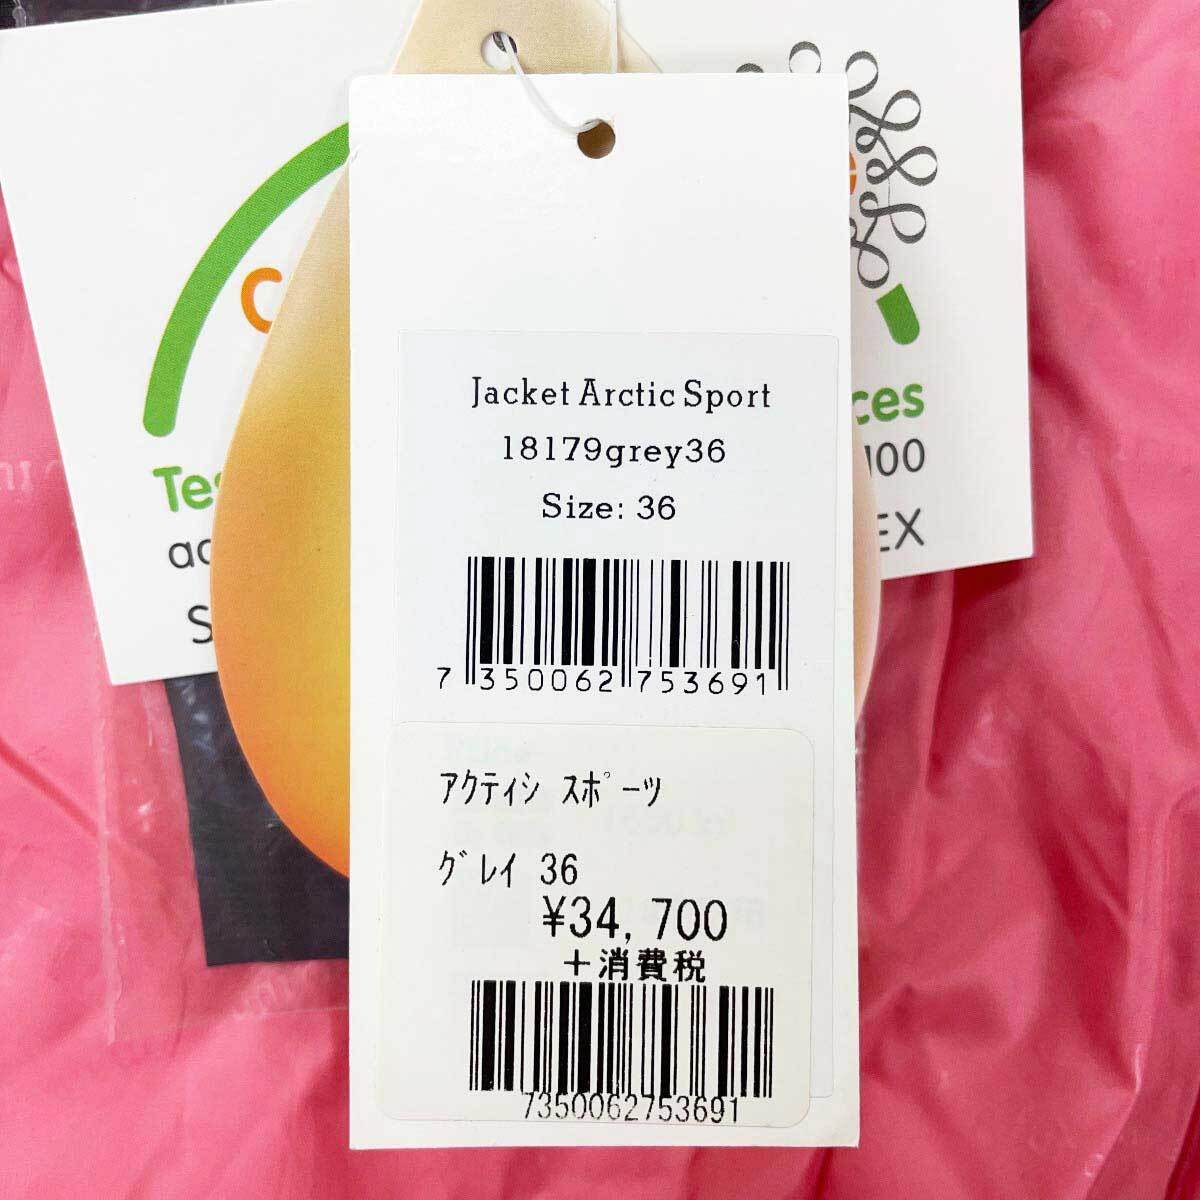 Jacket Arctic Sport
18179grey36
Size: 36
7 350062 753691
ｱｸﾃｨｼ ｽﾎﾟｰﾂ
ｸﾞﾚｲ 36
¥34,700
+消費税
7350062753691
ces
100
EX